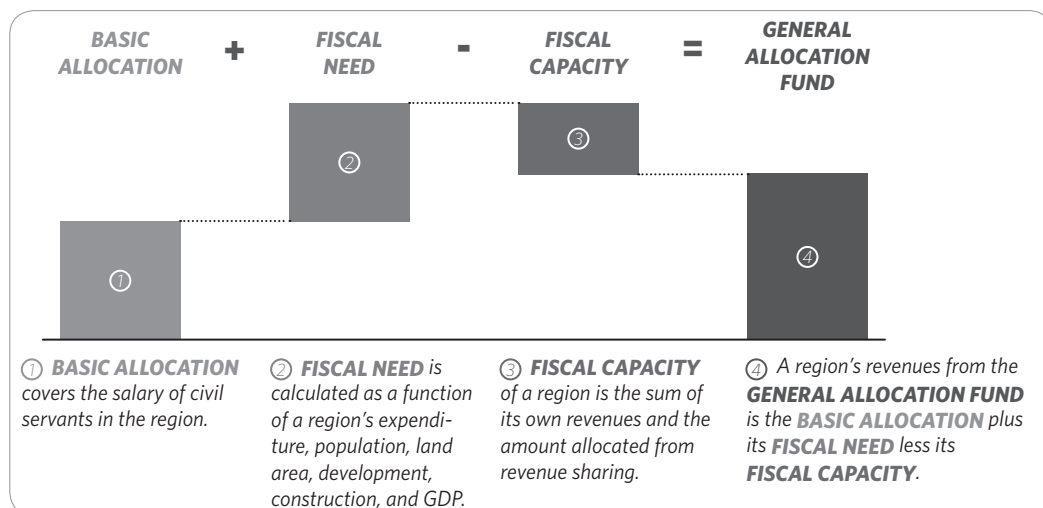 BASIC
ALLOCATION
+
FISCAL
NEED
-
FISCAL
CAPACITY
=
GENERAL
ALLOCATION
FUND
1
2
3
4
1 BASIC ALLOCATION
covers the salary of civil
servants in the region.
2 FISCAL NEED is
calculated as a function
of a region’s expendi-
ture, population, land
area, development,
construction, and GDP.
3 FISCAL CAPACITY
of a region is the sum of
its own revenues and the
amount allocated from
revenue sharing.
4 A region’s revenues from the
GENERAL ALLOCATION FUND
is the BASIC ALLOCATION plus
its FISCAL NEED less its
FISCAL CAPACITY.